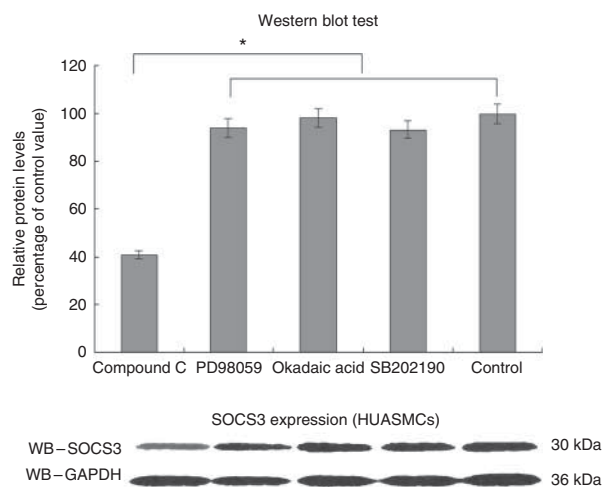 Western blot test
*
Relative protein levels
(percentage of control value)
120
100
80
60
40
20
0
Compound C PD98059 Okadaic acid SB202190 Control
SOCS3 expression (HUASMCs)
WB–SOCS3 30 kDa
WB–GAPDH 36 kDa